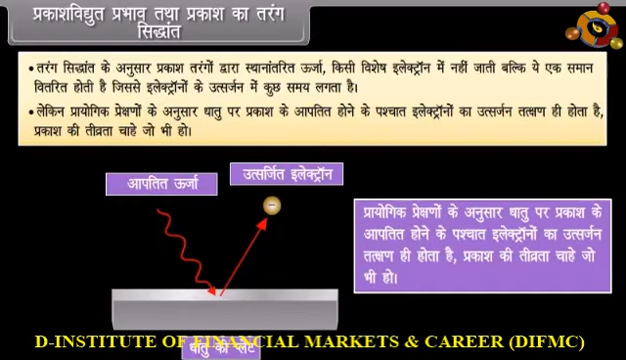 प्रकाशविद्युत प्रभाव तथा प्रकाश का तरंग
सिद्धांत
• तरंग सिद्धांत के अनुसार प्रकाश तरंगों द्वारा स्थानांतरित ऊर्जा, किसी विशेष इलेक्ट्रॉन में नहीं जाती बल्कि ये एक समान
वितरित होती है जिससे इलेक्ट्रॉनों के उत्सर्जन में कुछ समय लगता है।
• लेकिन प्रायोगिक प्रेक्षणों के अनुसार धातु पर प्रकाश के आपतित होने के पश्चात इलेक्ट्रॉनों का उत्सर्जन तत्क्षण ही होता है,
प्रकाश की तीव्रता चाहे जो भी हो।
उत्सर्जित इलेक्ट्रॉन
आपतित ऊर्जा
−
प्रायोगिक प्रेक्षणों के अनुसार धातु पर प्रकाश के
आपतित होने के पश्चात इलेक्ट्रॉनों का उत्सर्जन
तत्क्षण ही होता है, प्रकाश की तीव्रता चाहे जो
भी हो।
D-INSTITUTE OF FINANCIAL MARKETS & CAREER (DIFMC)
धातु की प्लेट